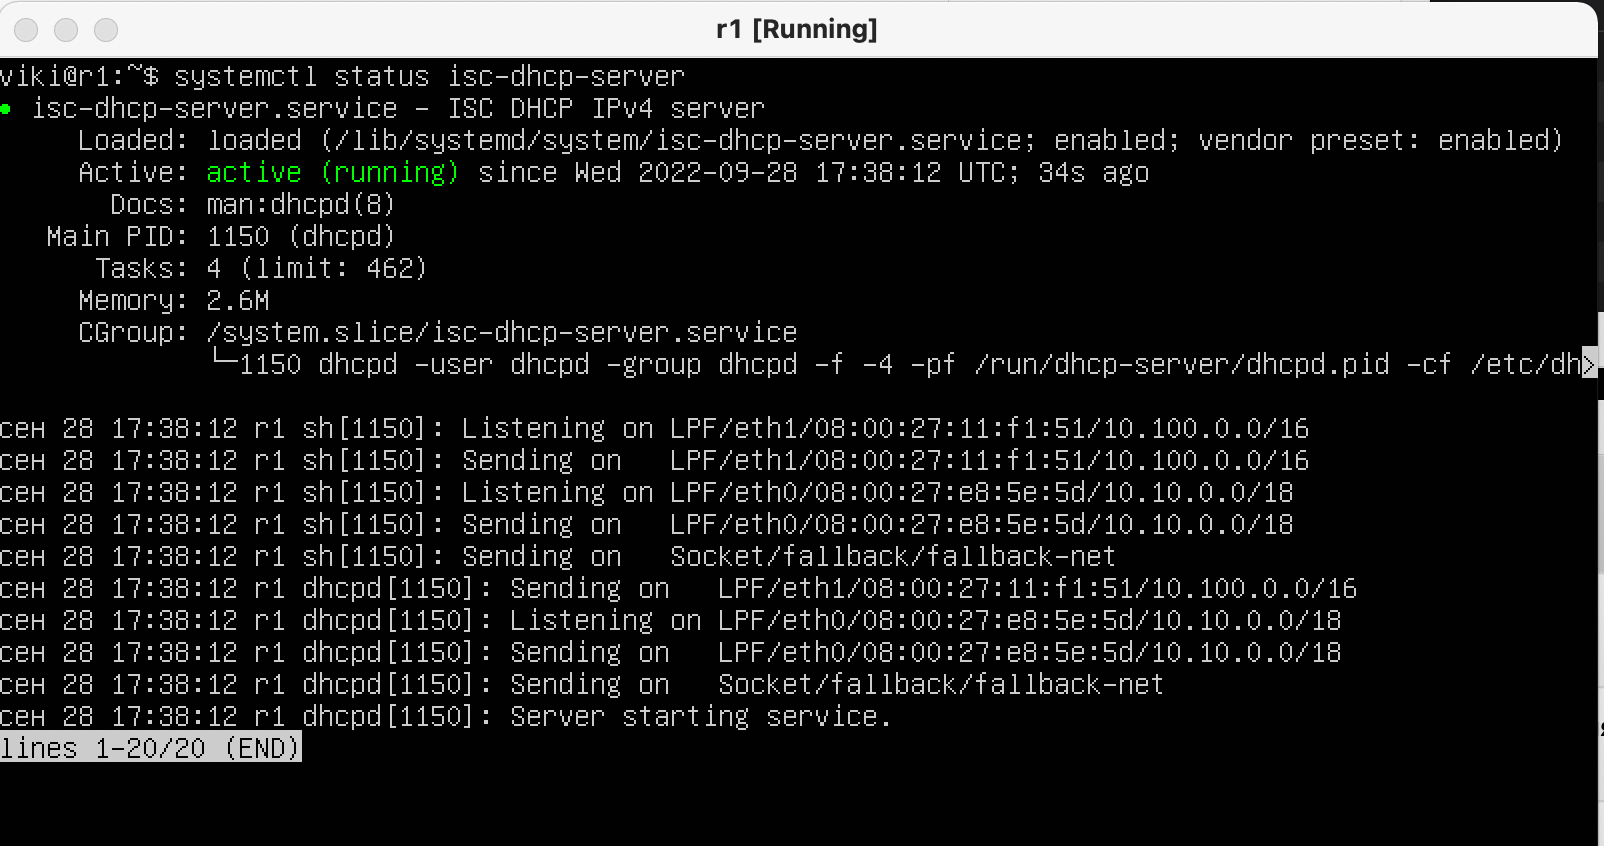 r1 [Running]
viki@r1:~$ systemctl status isc-dhcp-server
● isc-dhcp-server.service - ISC DHCP IPv4 server
Loaded: loaded (/lib/systemd/system/isc-dhcp-server.service; enabled; vendor preset: enabled)
Active: active (running) since Wed 2022-09-28 17:38:12 UTC; 34s ago
Docs: man:dhcpd(8)
Main PID: 1150 (dhcpd)
Tasks: 4 (limit: 462)
Memory: 2.6M
CGroup: /system.slice/isc-dhcp-server.service
└─1150 dhcpd -user dhcpd -group dhcpd -f -4 -pf /run/dhcp-server/dhcpd.pid -cf /etc/dh>
сен 28 17:38:12 r1 sh[1150]: Listening on LPF/eth1/08:00:27:11:f1:51/10.100.0.0/16
сен 28 17:38:12 r1 sh[1150]: Sending on   LPF/eth1/08:00:27:11:f1:51/10.100.0.0/16
сен 28 17:38:12 r1 sh[1150]: Listening on LPF/eth0/08:00:27:e8:5e:5d/10.10.0.0/18
сен 28 17:38:12 r1 sh[1150]: Sending on   LPF/eth0/08:00:27:e8:5e:5d/10.10.0.0/18
сен 28 17:38:12 r1 sh[1150]: Sending on   Socket/fallback/fallback-net
сен 28 17:38:12 r1 dhcpd[1150]: Sending on   LPF/eth1/08:00:27:11:f1:51/10.100.0.0/16
сен 28 17:38:12 r1 dhcpd[1150]: Listening on LPF/eth0/08:00:27:e8:5e:5d/10.10.0.0/18
сен 28 17:38:12 r1 dhcpd[1150]: Sending on   LPF/eth0/08:00:27:e8:5e:5d/10.10.0.0/18
сен 28 17:38:12 r1 dhcpd[1150]: Sending on   Socket/fallback/fallback-net
сен 28 17:38:12 r1 dhcpd[1150]: Server starting service.
lines 1-20/20 (END)